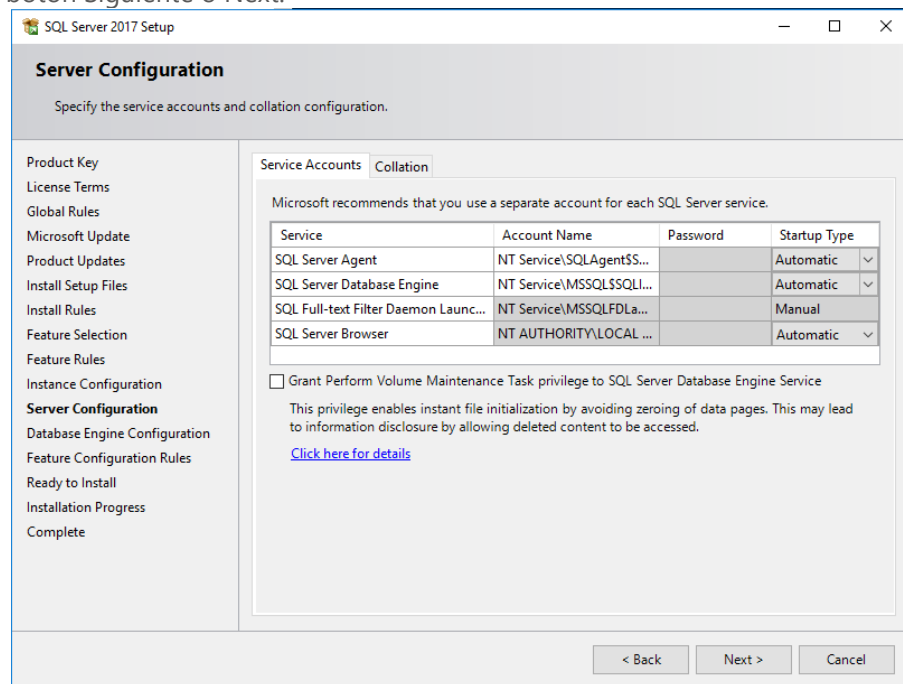 botón Siguiente o Next.
SQL Server 2017 Setup
Server Configuration
Specify the service accounts and collation configuration.
Product Key
License Terms
Global Rules
Microsoft Update
Product Updates
Install Setup Files
Install Rules
Feature Selection
Feature Rules
Instance Configuration
Server Configuration
Database Engine Configuration
Feature Configuration Rules
Ready to Install
Installation Progress
Complete
Service Accounts Collation
Microsoft recommends that you use a separate account for each SQL Server service.
Service Account Name Password Startup Type
SQL Server Agent NT Service\SQLAgent$S... Automatic
SQL Server Database Engine NT Service\MSSQL$SQLI... Automatic
SQL Full-text Filter Daemon Launc... NT Service\MSSQLFDLa... Manual
SQL Server Browser NT AUTHORITY\LOCAL ... Automatic
Grant Perform Volume Maintenance Task privilege to SQL Server Database Engine Service
This privilege enables instant file initialization by avoiding zeroing of data pages. This may lead
to information disclosure by allowing deleted content to be accessed.
Click here for details
< Back Next > Cancel